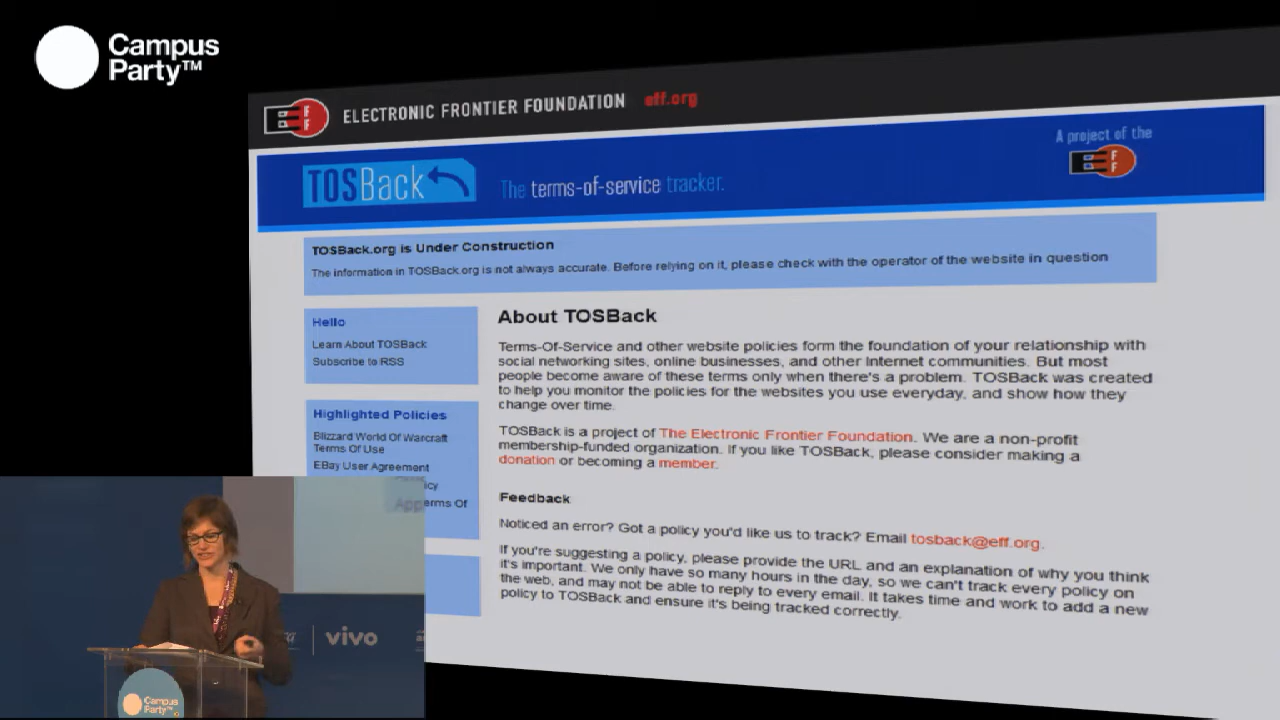 Campus
Party™
EFF
ELECTRONIC FRONTIER FOUNDATION eff.org
A project of the
EFF
TOSBack
The terms-of-service tracker.
TOSBack.org is Under Construction
The information in TOSBack.org is not always accurate. Before relying on it, please check with the operator of the website in question
Hello
Learn About TOSBack
Subscribe to RSS
Highlighted Policies
Blizzard World Of Warcraft
Terms Of Use
EBay User Agreement
icy
erms Of
About TOSBack
Terms-Of-Service and other website policies form the foundation of your relationship with
social networking sites, online businesses, and other Internet communities. But most
people become aware of these terms only when there's a problem. TOSBack was created
to help you monitor the policies for the websites you use everyday, and show how they
change over time.
TOSBack is a project of The Electronic Frontier Foundation. We are a non-profit
membership-funded organization. If you like TOSBack, please consider making a
donation or becoming a member.
Feedback
Noticed an error? Got a policy you'd like us to track? Email tosback@eff.org.
If you're suggesting a policy, please provide the URL and an explanation of why you think
it's important. We only have so many hours in the day, so we can't track every policy on
the web, and may not be able to reply to every email. It takes time and work to add a new
policy to TOSBack and ensure it's being tracked correctly.
vivo
Campus
Party™